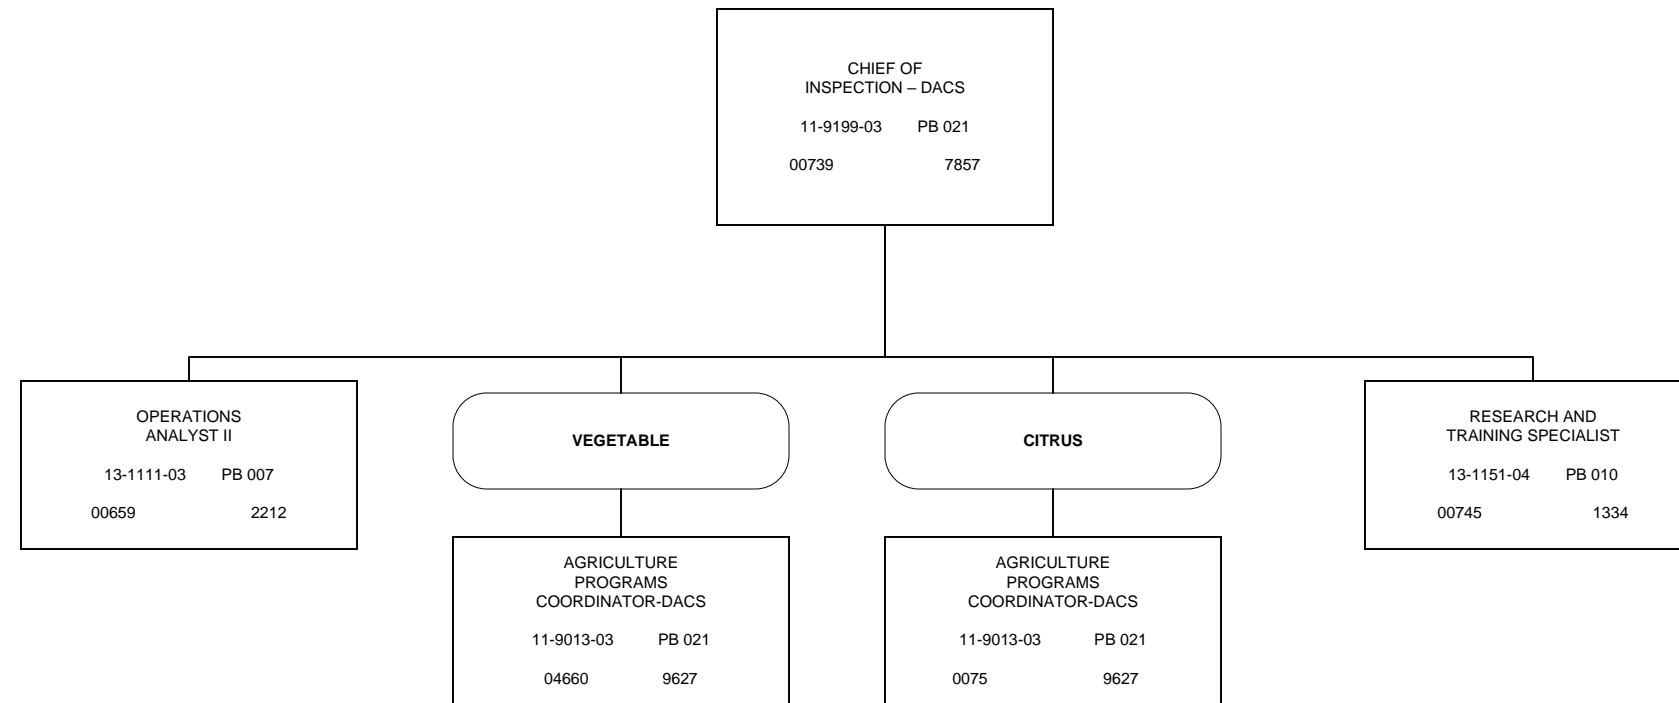 CHIEF OF
INSPECTION – DACS
11-9199-03 PB 021
00739 7857
OPERATIONS
ANALYST II
13-1111-03 PB 007
00659 2212
VEGETABLE
CITRUS
RESEARCH AND
TRAINING SPECIALIST
13-1151-04 PB 010
00745 1334
AGRICULTURE
PROGRAMS
COORDINATOR-DACS
11-9013-03 PB 021
04660 9627
AGRICULTURE
PROGRAMS
COORDINATOR-DACS
11-9013-03 PB 021
0075 9627